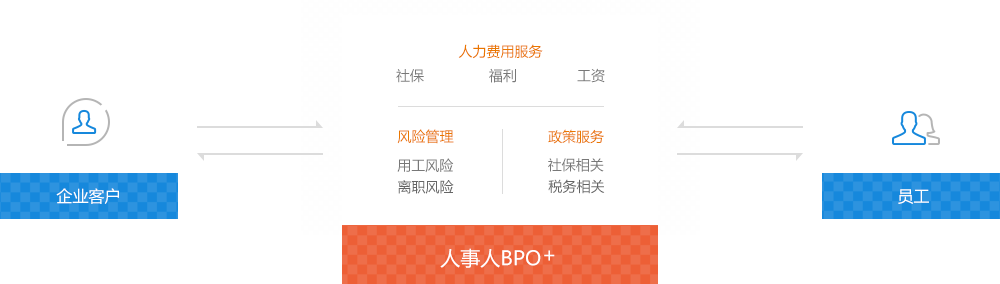 人力费用服务
社保 福利 工资
风险管理 政策服务
用工风险 社保相关
离职风险 税务相关
企业客户
员工
人事人BPO+